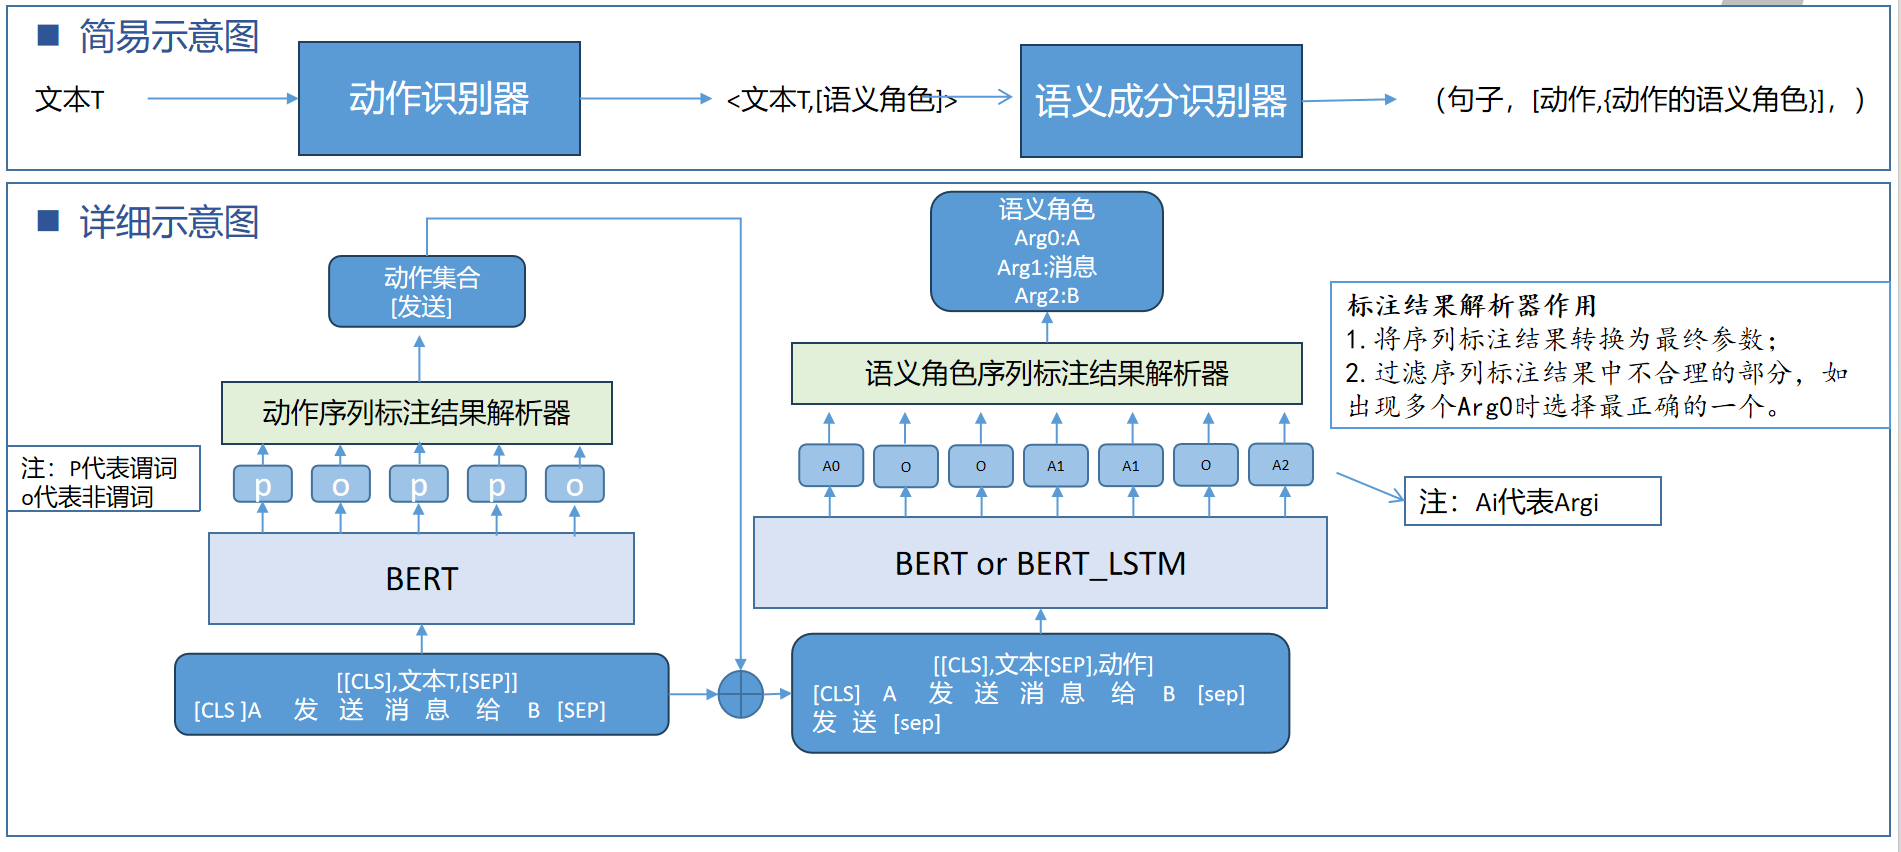 简易示意图
文本T
动作识别器
<文本T,[语义角色]>
语义成分识别器
（句子，[动作,{动作的语义角色}]，）
详细示意图
动作集合
[发送]
动作序列标注结果解析器
注：P代表谓词
o代表非谓词
p o p p o
BERT
[[CLS],文本T,[SEP]]
[CLS ]A 发 送 消 息 给 B [SEP]
语义角色
Arg0:A
Arg1:消息
Arg2:B
语义角色序列标注结果解析器
A0 O O A1 A1 O A2
BERT or BERT_LSTM
[[CLS],文本[SEP],动作]
[CLS] A 发 送 消 息 给 B [sep]
发 送 [sep]
标注结果解析器作用
1.将序列标注结果转换为最终参数；
2.过滤序列标注结果中不合理的部分，如
出现多个Arg0时选择最正确的一个。
注：Ai代表Argi